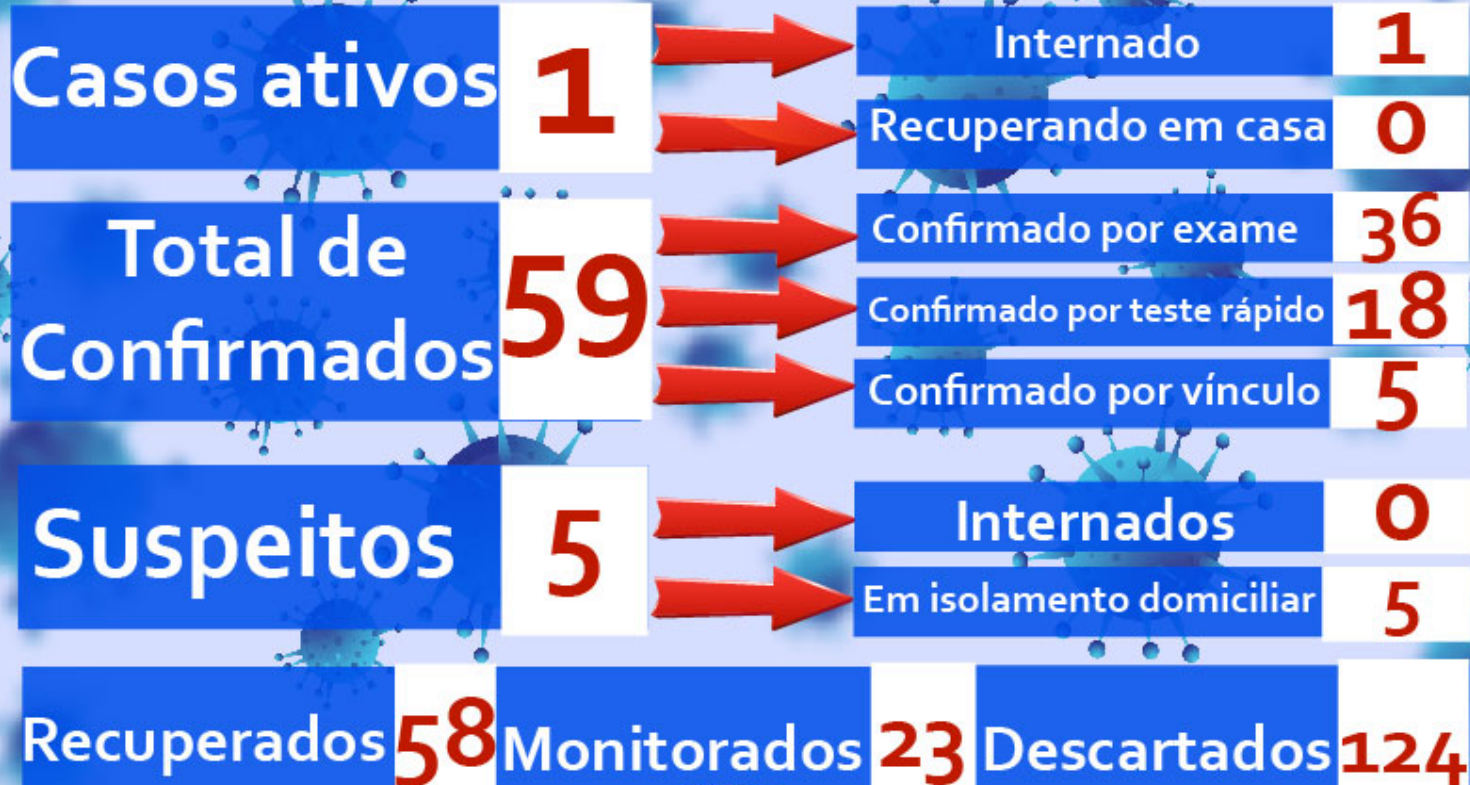 Casos ativos 1
Internado 1
Recuperando em casa 0
Total de
Confirmados 59
Confirmado por exame 36
Confirmado por teste rápido 18
Confirmado por vínculo 5
Suspeitos 5
Internados 0
Em isolamento domiciliar 5
Recuperados 58 Monitorados 23 Descartados 124